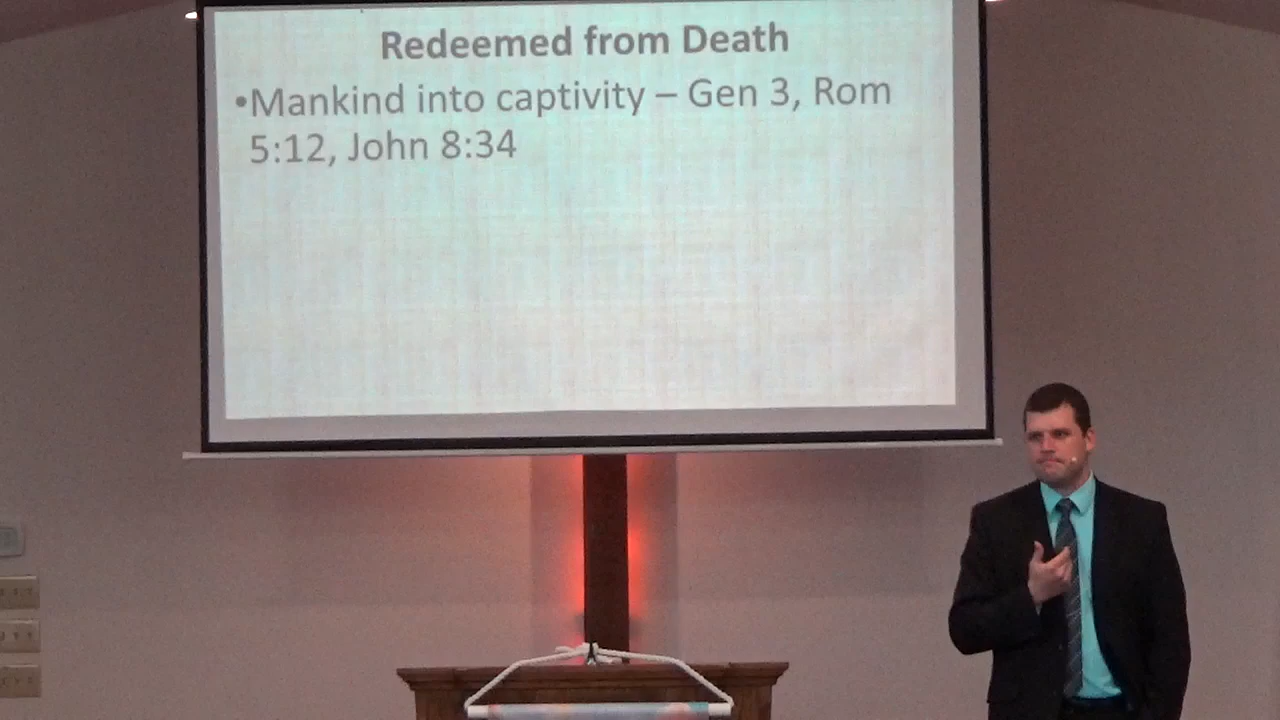 Redeemed from Death
•Mankind into captivity – Gen 3, Rom
5:12, John 8:34